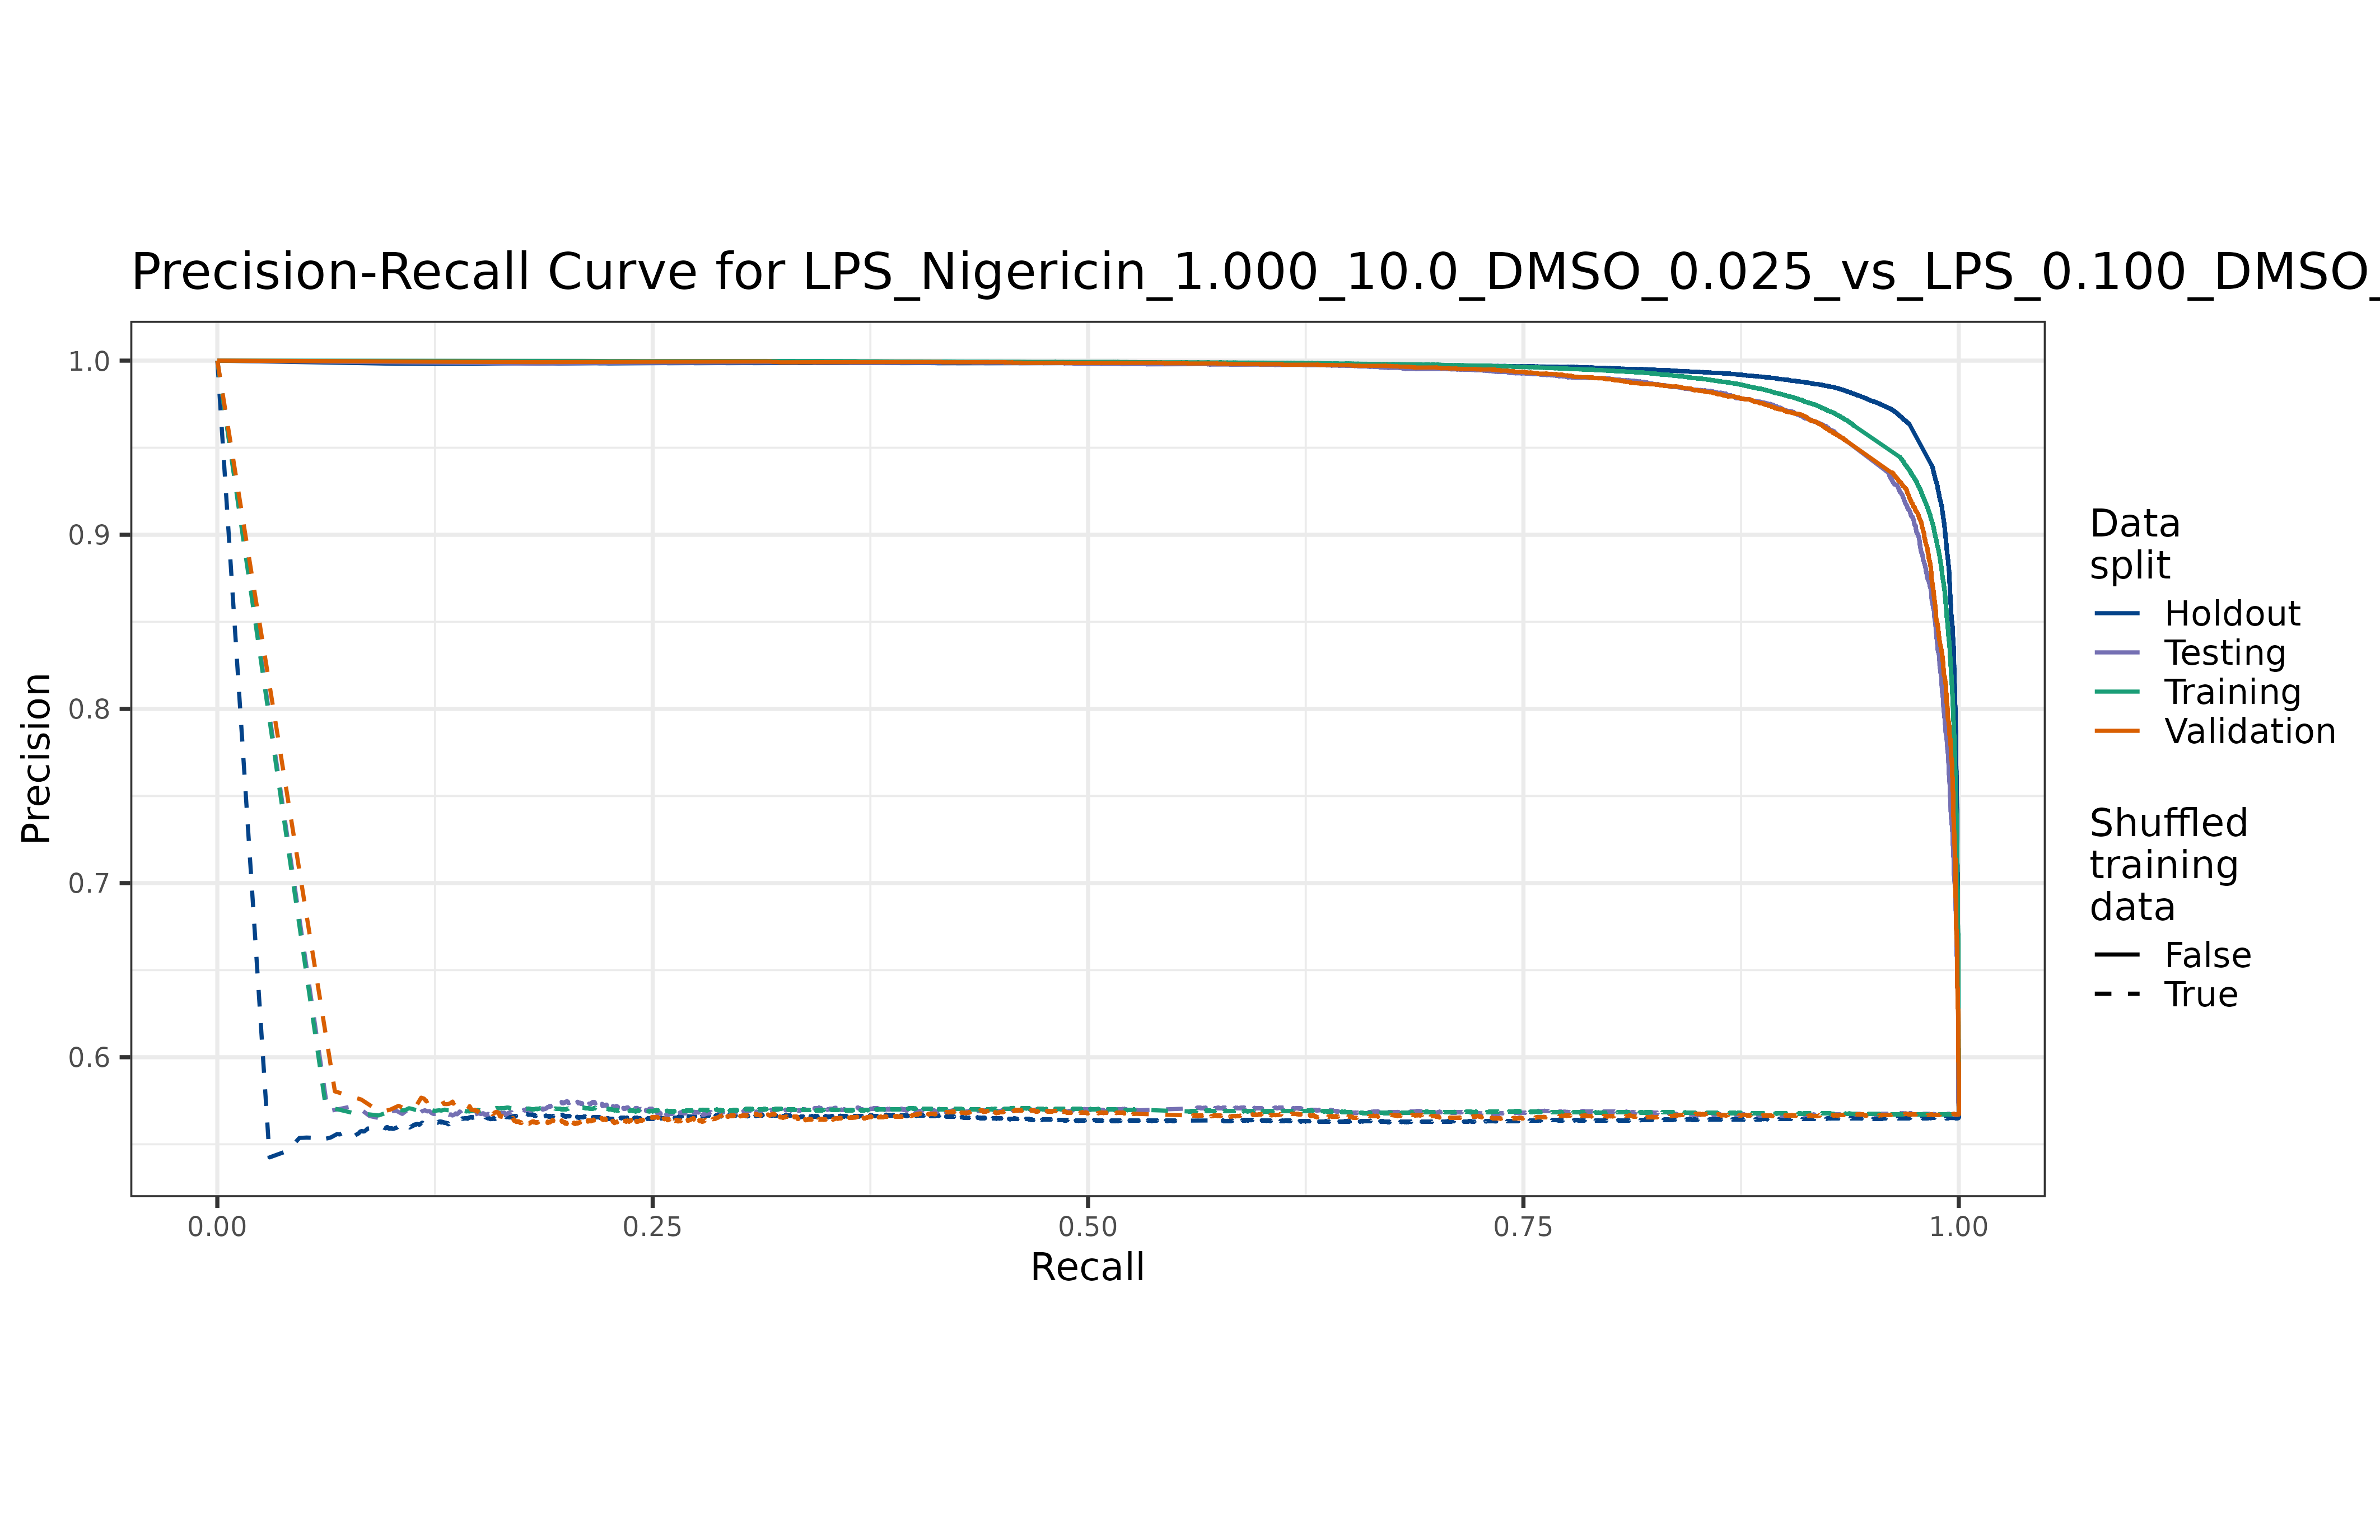 Precision-Recall Curve for LPS_Nigericin_1.000_10.0_DMSO_0.025_vs_LPS_0.100_DMSO_
Precision
1.0
0.9
0.8
0.7
0.6
0.00
0.25
0.50
0.75
1.00
Recall
Data
split
Holdout
Testing
Training
Validation
Shuffled
training
data
False
True